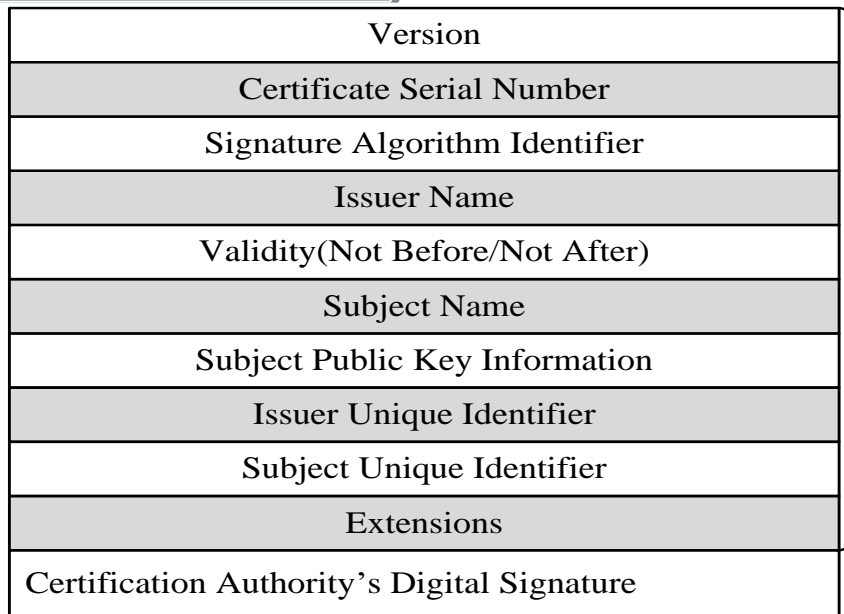 Version
Certificate Serial Number
Signature Algorithm Identifier
Issuer Name
Validity(Not Before/Not After)
Subject Name
Subject Public Key Information
Issuer Unique Identifier
Subject Unique Identifier
Extensions
Certification Authority’s Digital Signature